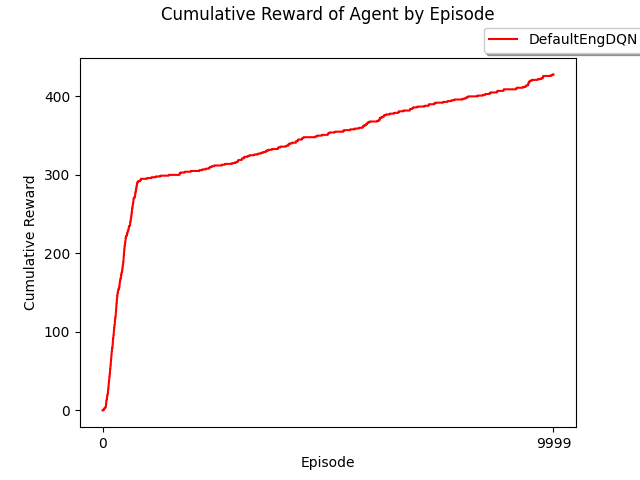 Cumulative Reward of Agent by Episode
DefaultEngDQN
400
300
200
100
0
Cumulative Reward
0
9999
Episode